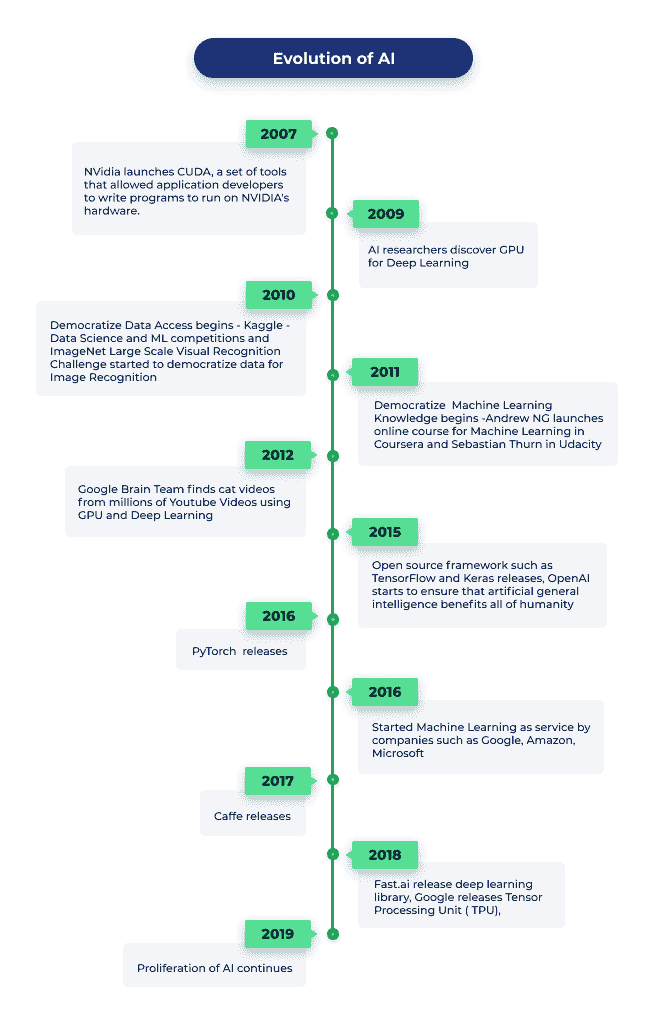 Evolution of AI
2007
NVidia launches CUDA, a set of tools
that allowed application developers
to write programs to run on NVIDIA's
hardware.
2009
AI researchers discover GPU
for Deep Learning
2010
Democratize Data Access begins - Kaggle -
Data Science and ML competitions and
ImageNet Large Scale Visual Recognition
Challenge started to democratize data for
Image Recognition
2011
Democratize  Machine Learning
Knowledge begins -Andrew NG launches
online course for Machine Learning in
Coursera and Sebastian Thurn in Udacity
2012
Google Brain Team finds cat videos
from millions of Youtube Videos using
GPU and Deep Learning
2015
Open source framework such as
TensorFlow and Keras releases, OpenAI
starts to ensure that artificial general
intelligence benefits all of humanity
2016
PyTorch  releases
2016
Started Machine Learning as service by
companies such as Google, Amazon,
Microsoft
2017
Caffe releases
2018
Fast.ai release deep learning
library, Google releases Tensor
Processing Unit ( TPU),
2019
Proliferation of AI continues